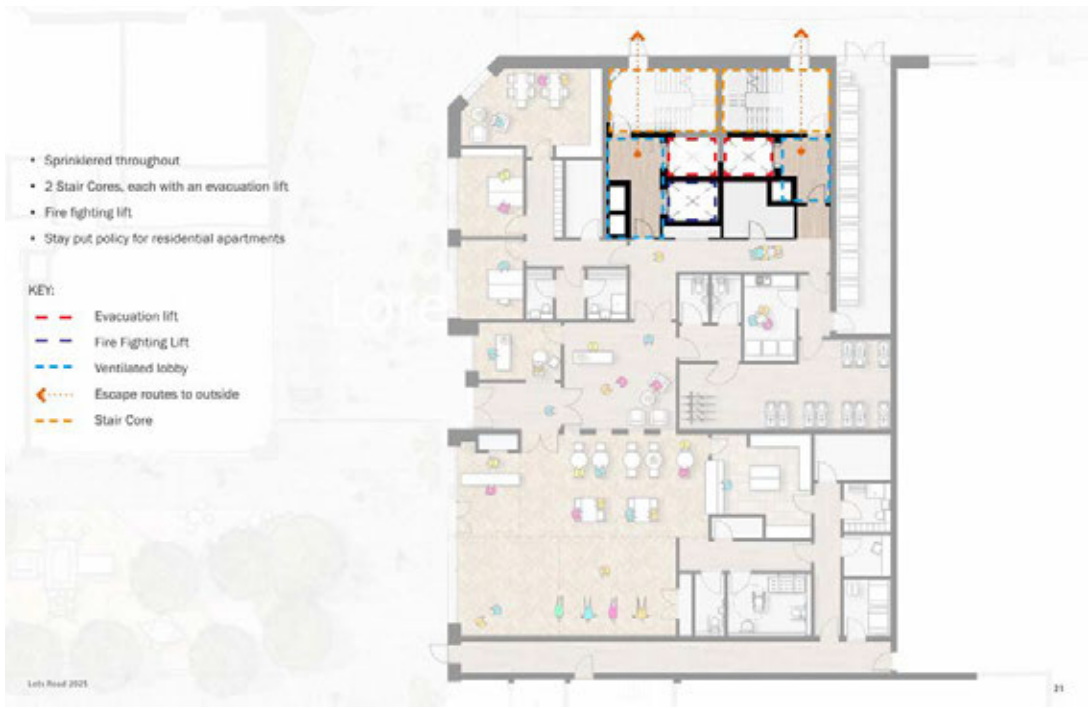 • Sprinklered throughout
• 2 Stair Cores, each with an evacuation lift
• Fire fighting lift
• Stay put policy for residential apartments
KEY:
Evacuation lift
Fire Fighting Lift
Ventilated lobby
Escape routes to outside
Stair Core
Lots Road 2025
21